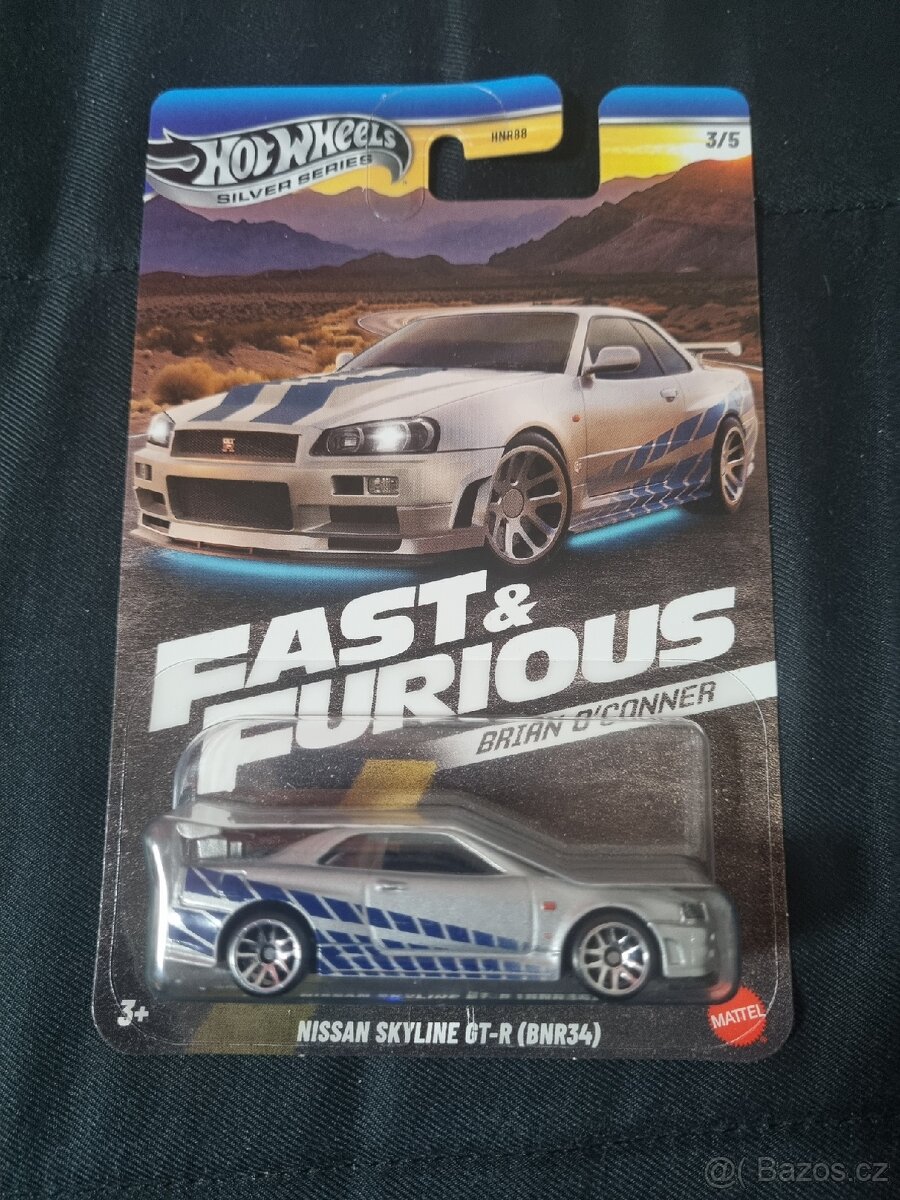 HOT WHEELS
SILVER SERIES
HNR88
3/5
FAST &
FURIOUS
BRIAN O'CONNER
3+
NISSAN SKYLINE GT-R (BNR34)
MATTEL
@( Bazos.cz